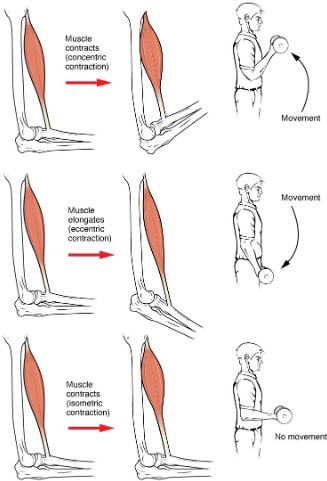 Muscle
contracts
(concentric
contraction)
Movement
Muscle
elongates
(eccentric
contraction)
Movement
Muscle
contracts
(isometric
contraction)
No movement